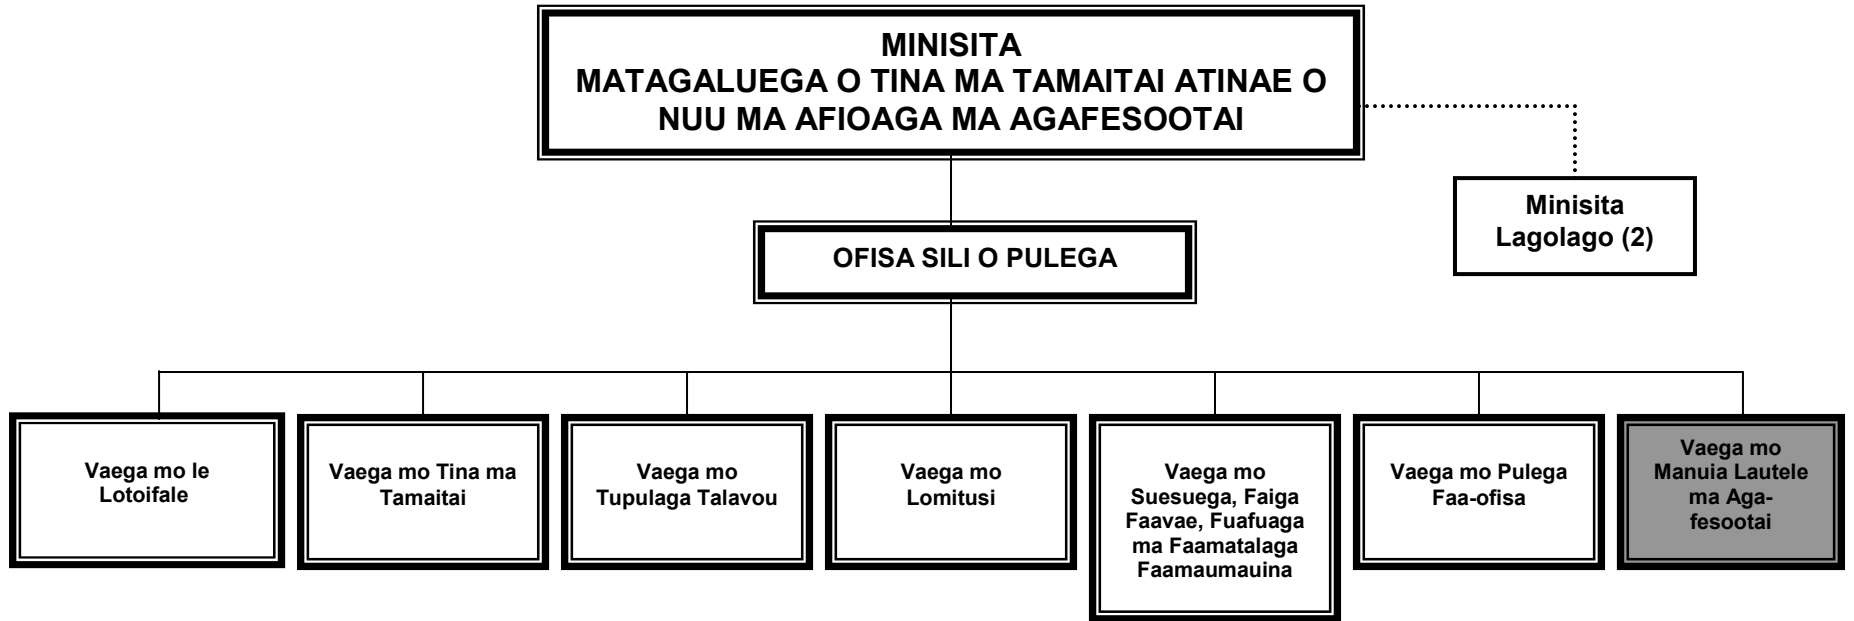 MINISITA
MATAGALUEGA O TINA MA TAMAITAI ATINAE O
NUU MA AFIOAGA MA AGAFESOOTAI
Minisita
Lagolago (2)
OFISA SILI O PULEGA
Vaega mo le
Lotoifale
Vaega mo Tina ma
Tamaitai
Vaega mo
Tupulaga Talavou
Vaega mo
Lomitusi
Vaega mo
Suesuega, Faiga
Faavae, Fuafuaga
ma Faamatalaga
Faamaumauina
Vaega mo Pulega
Faa-ofisa
Vaega mo
Manuia Lautele
ma Aga-
fesootai